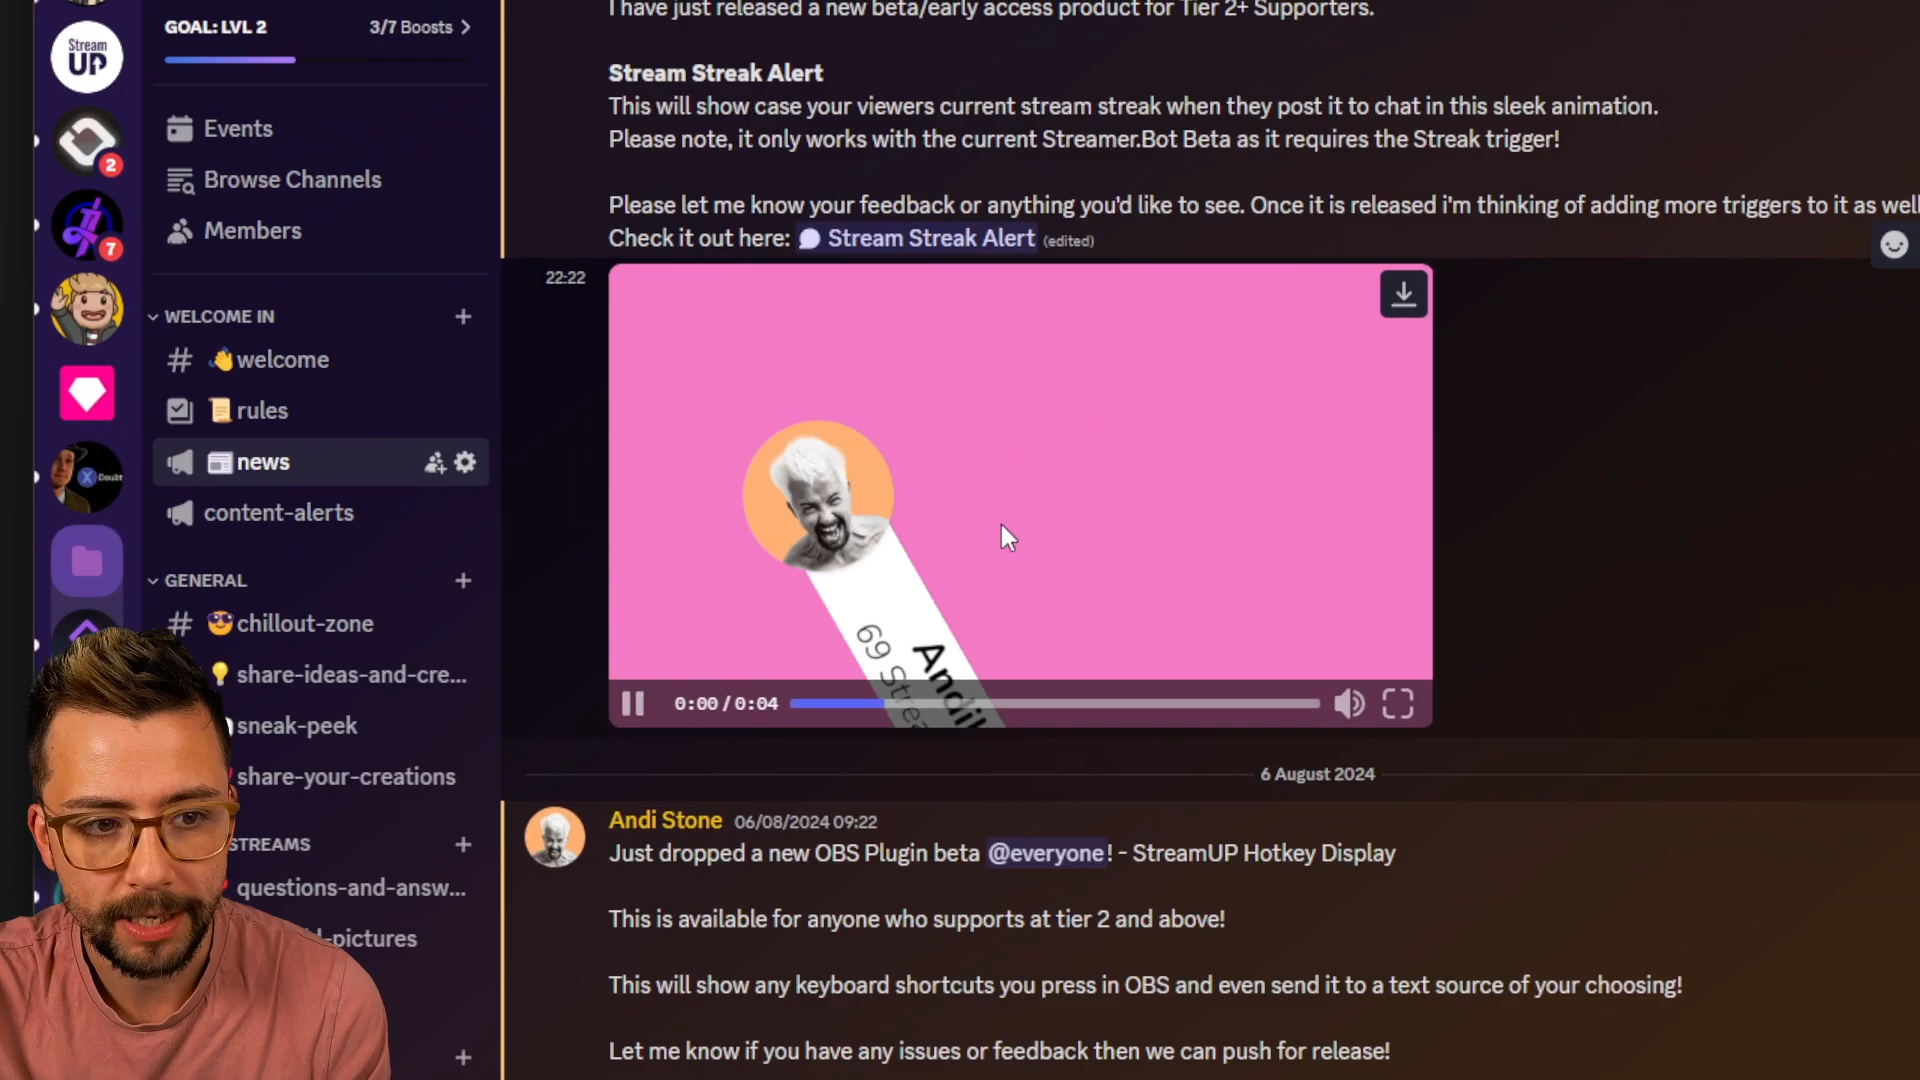 I have just released a new beta/early access product for Tier 2+ Supporters.
Stream Streak Alert
This will show case your viewers current stream streak when they post it to chat in this sleek animation.
Please note, it only works with the current Streamer.Bot Beta as it requires the Streak trigger!
Please let me know your feedback or anything you'd like to see. Once it is released i'm thinking of adding more triggers to it as well
Check it out here: Stream Streak Alert (edited)
22:22
69
Andi
0:00 / 0:04
6 August 2024
Andi Stone 06/08/2024 09:22
Just dropped a new OBS Plugin beta @everyone! - StreamUP Hotkey Display
This is available for anyone who supports at tier 2 and above!
This will show any keyboard shortcuts you press in OBS and even send it to a text source of your choosing!
Let me know if you have any issues or feedback then we can push for release!
GOAL: LVL 2 3/7 Boosts
Events
Browse Channels
Members
WELCOME IN
welcome
rules
news
content-alerts
GENERAL
chillout-zone
share-ideas-and-cre...
sneak-peek
share-your-creations
STREAMS
questions-and-answ...
-pictures
Stream
UP
2
7
X Doubt